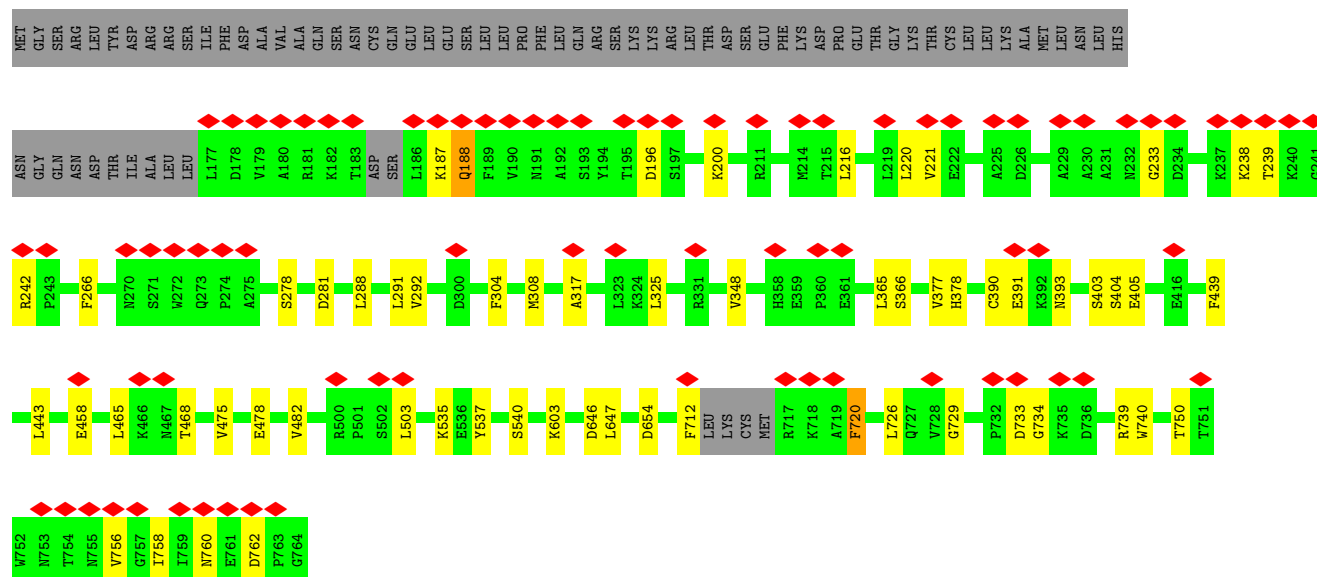 MET GLY SER ARG LEU TYR ASP ARG ARG SER ILE PHE ASP ALA VAL ALA GLN SER ASN CYS GLN GLU LEU GLU SER LEU LEU PRO PHE LEU GLN ARG SER LYS LYS ARG LEU THR ASP SER GLU PHE LYS ASP PRO GLU THR GLY LYS THR CYS LEU LEU LYS ALA MET LEU ASN LEU HIS
ASN GLY GLN ASN ASP THR ILE ALA LEU LEU L177 D178 V179 A180 R181 K182 T183 ASP SER L186 K187 Q188 F189 V190 N191 A192 S193 Y194 T195 D196 S197 K200 R211 M214 T215 L216 L219 L220 V221 E222 A225 D226 A229 A230 A231 N232 G233 D234 K237 K238 T239 K240 G241
R242 P243 F266 N270 S271 W272 Q273 P274 A275 S278 D281 L288 L291 V292 D300 F304 M308 A317 L323 K324 L325 R331 V348 H358 E359 P360 E361 L365 S366 V377 H378 C390 E391 K392 N393 S403 S404 E405 E416 F439
L443 E458 L465 K466 N467 T468 V475 E478 V482 R500 P501 S502 L503 K535 E536 Y537 S540 K603 D646 L647 D654 F712 LEU LYS CYS MET R717 K718 A719 F720 L726 Q727 V728 G729 P732 D733 G734 K735 D736 R739 W740 T750 T751
W752 N753 T754 N755 V756 G757 I758 I759 N760 E761 D762 P763 G764